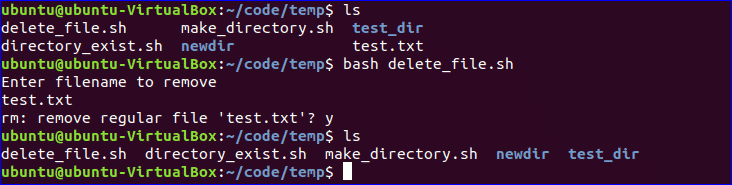 ubuntu@ubuntu-VirtualBox:~/code/temp$ ls
delete_file.sh      make_directory.sh  test_dir
directory_exist.sh  newdir             test.txt
ubuntu@ubuntu-VirtualBox:~/code/temp$ bash delete_file.sh
Enter filename to remove
test.txt
rm: remove regular file 'test.txt'? y
ubuntu@ubuntu-VirtualBox:~/code/temp$ ls
delete_file.sh  directory_exist.sh  make_directory.sh  newdir  test_dir
ubuntu@ubuntu-VirtualBox:~/code/temp$